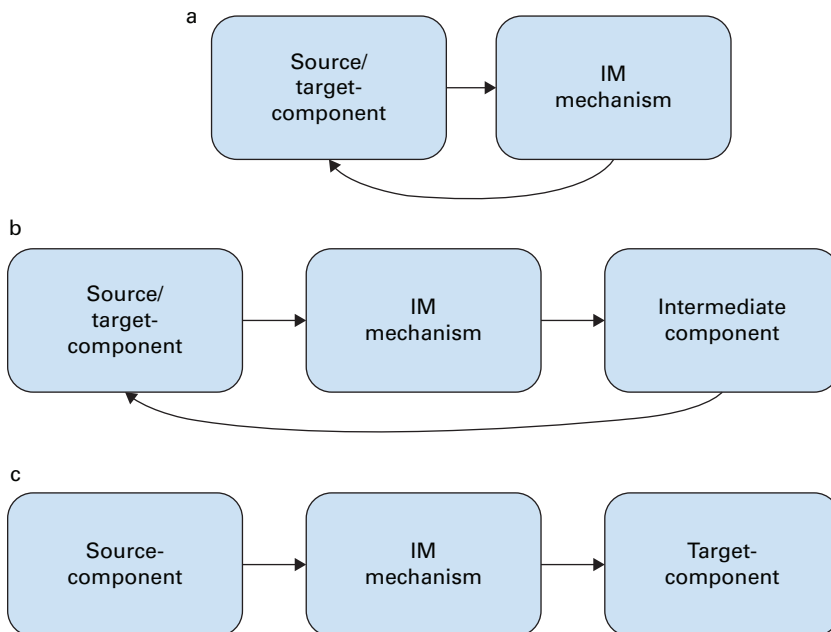 a
Source/
target-
component
IM
mechanism
b
Source/
target-
component
IM
mechanism
Intermediate
component
c
Source-
component
IM
mechanism
Target-
component